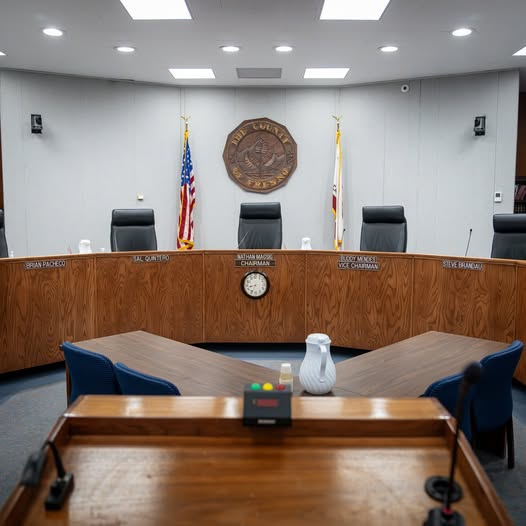 THE COUNTY
OF FRESNO
BRIAN PACHECO
SAL QUINTERO
NATHAN MAGSIG
CHAIRMAN
BUDDY MENDES
VICE CHAIRMAN
STEVE BRANDAU